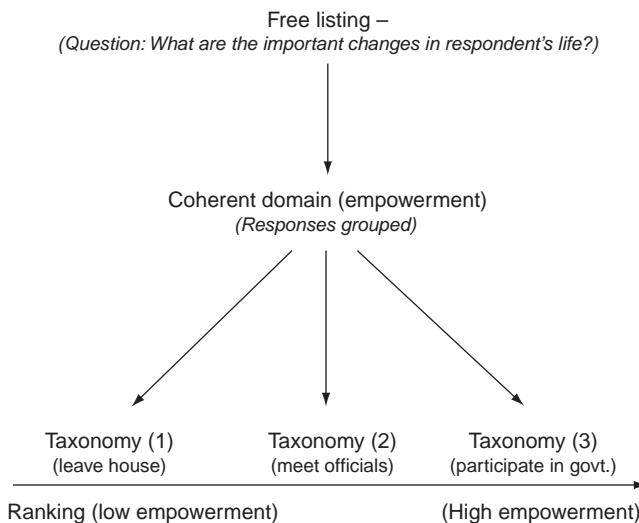 Free listing –
(Question: What are the important changes in respondent's life?)
Coherent domain (empowerment)
(Responses grouped)
Taxonomy (1) Taxonomy (2) Taxonomy (3)
(leave house) (meet officials) (participate in govt.)
Ranking (low empowerment) (High empowerment)